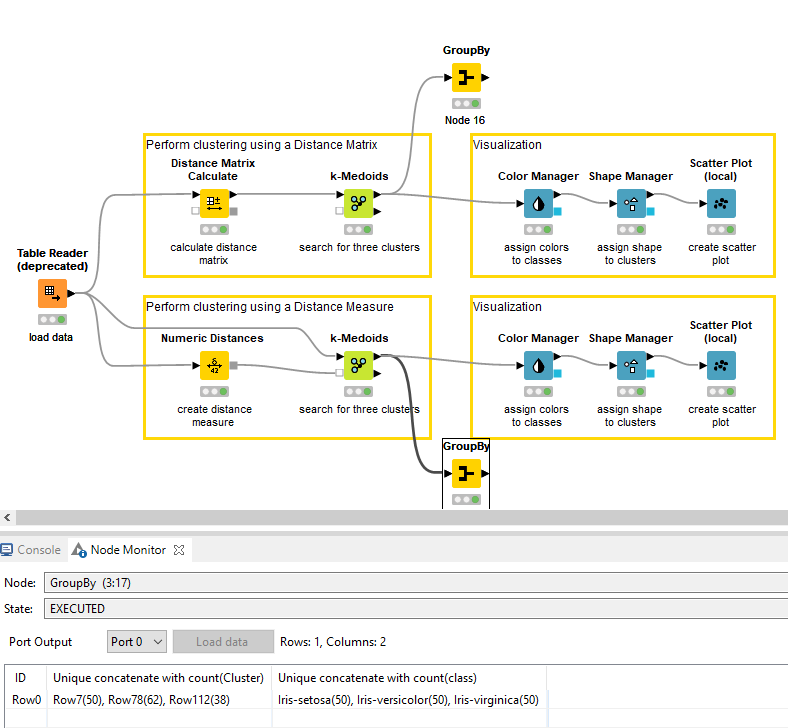 GroupBy
Node 16
Perform clustering using a Distance Matrix
Visualization
Distance Matrix
Calculate
k-Medoids
Color Manager
Shape Manager
Scatter Plot
(local)
calculate distance
matrix
search for three clusters
assign colors
to classes
assign shape
to clusters
create scatter
plot
Table Reader
(deprecated)
load data
Perform clustering using a Distance Measure
Visualization
Numeric Distances
k-Medoids
Color Manager
Shape Manager
Scatter Plot
(local)
6
42
create distance
measure
search for three clusters
assign colors
to classes
assign shape
to clusters
create scatter
plot
GroupBy
Console
Node Monitor
Node: GroupBy (3:17)
State: EXECUTED
Port Output Port 0 Load data Rows: 1, Columns: 2
ID Unique concatenate with count(Cluster) Unique concatenate with count(class)
Row0 Row7(50), Row78(62), Row112(38) Iris-setosa(50), Iris-versicolor(50), Iris-virginica(50)